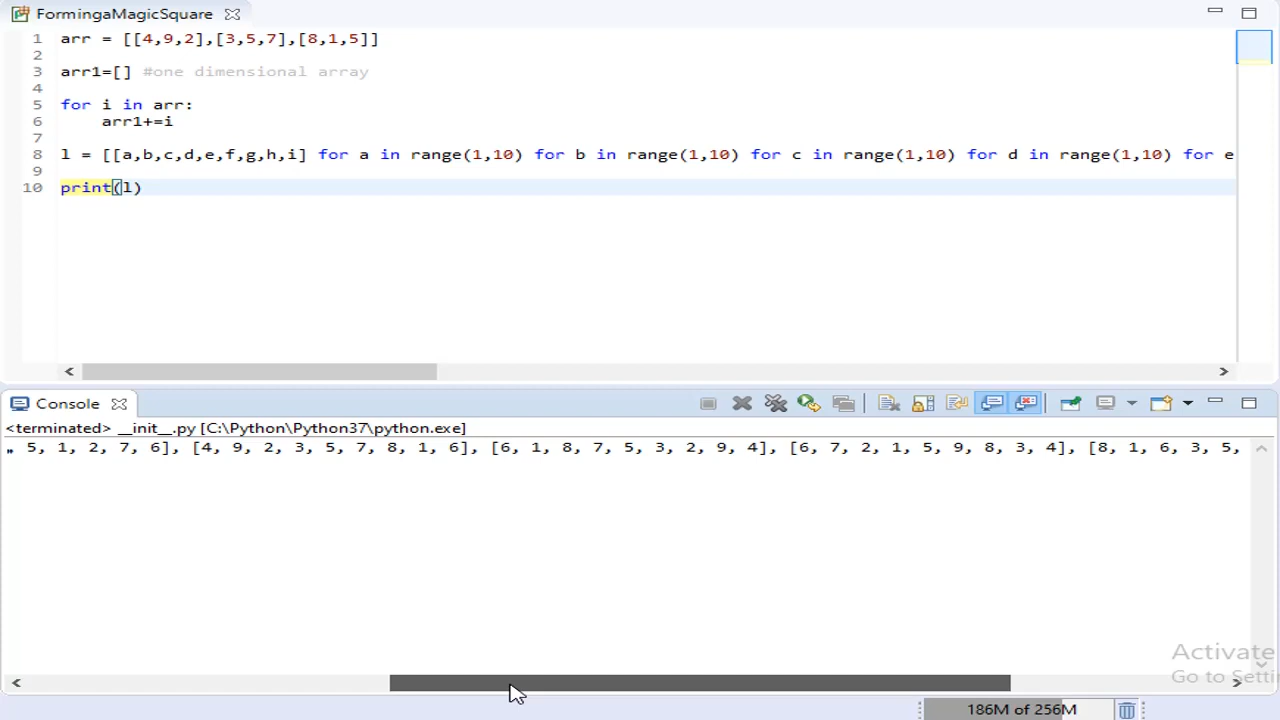 FormingaMagicSquare
1 arr = [[4,9,2],[3,5,7],[8,1,5]]
2
3 arr1=[] #one dimensional array
4
5 for i in arr:
6     arr1+=i
7
8 l = [[a,b,c,d,e,f,g,h,i] for a in range(1,10) for b in range(1,10) for c in range(1,10) for d in range(1,10) for e
9
10 print(l)
Console
<terminated> __init__.py [C:\Python\Python37\python.exe]
5, 1, 2, 7, 6], [4, 9, 2, 3, 5, 7, 8, 1, 6], [6, 1, 8, 7, 5, 3, 2, 9, 4], [6, 7, 2, 1, 5, 9, 8, 3, 4], [8, 1, 6, 3, 5,
Activate
Go to Setti
186M of 256M